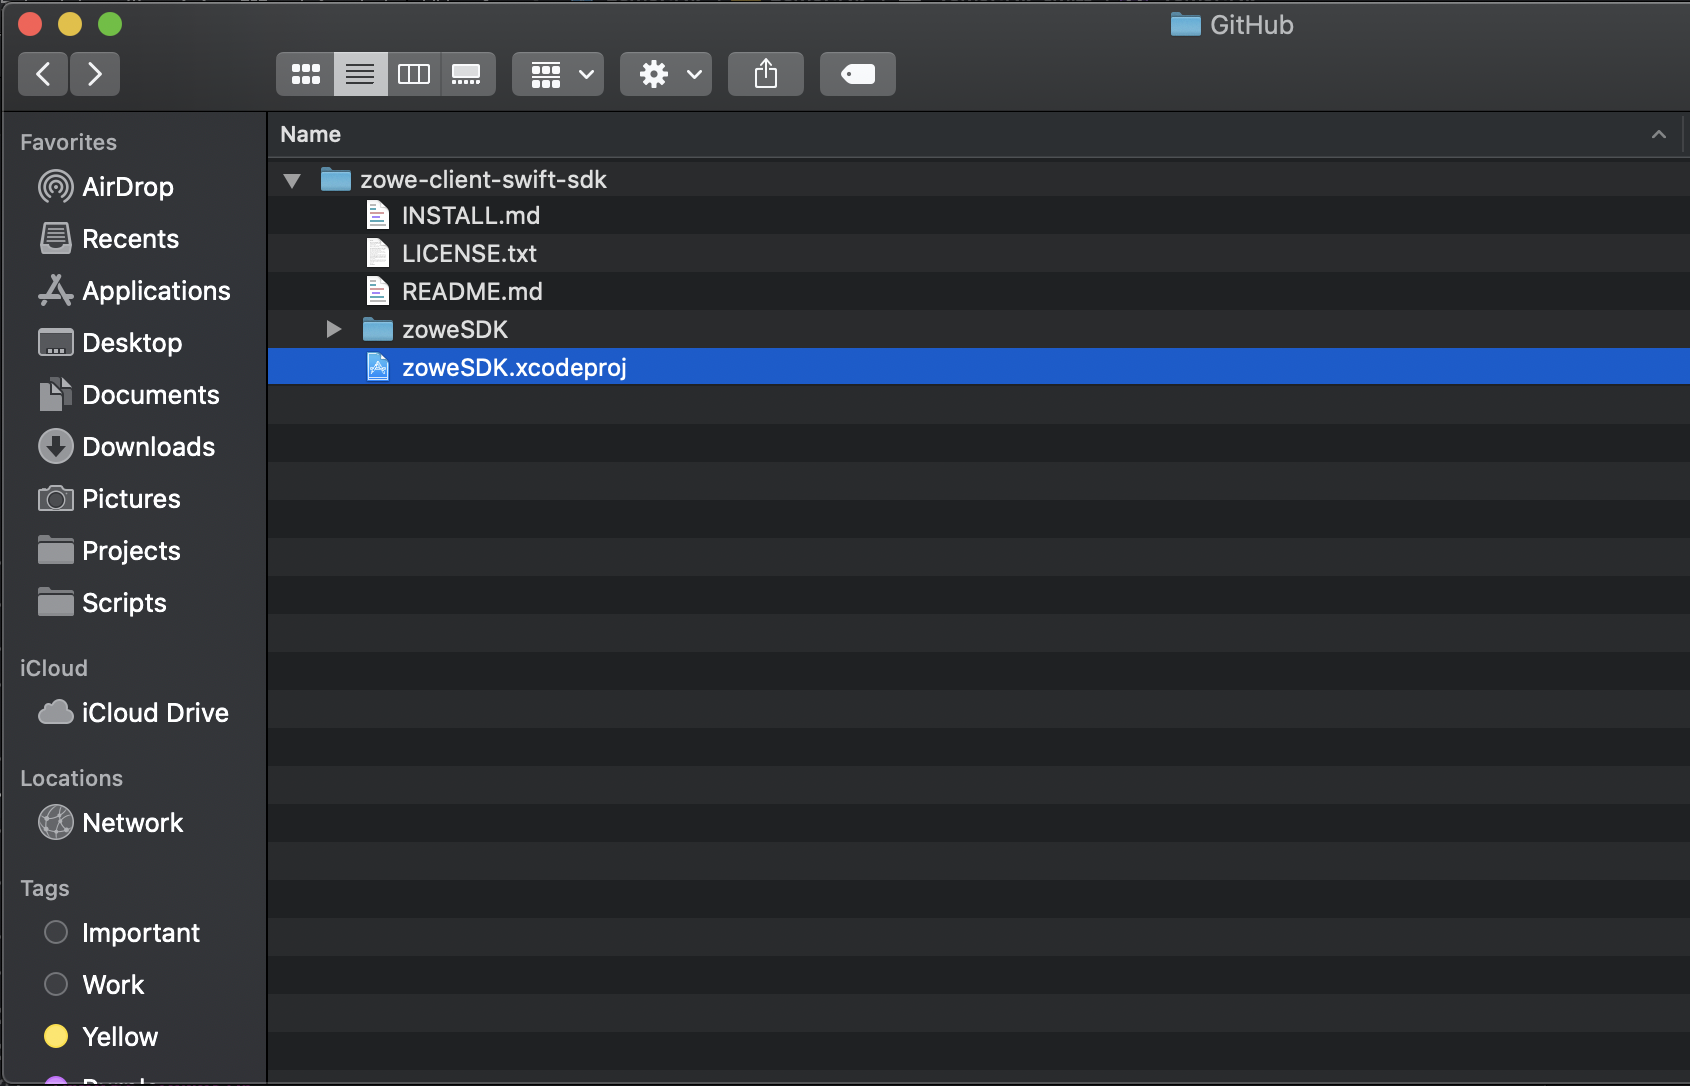 GitHub
Favorites
AirDrop
Recents
Applications
Desktop
Documents
Downloads
Pictures
Projects
Scripts
iCloud
iCloud Drive
Locations
Network
Tags
Important
Work
Yellow
Name
zowe-client-swift-sdk
INSTALL.md
LICENSE.txt
README.md
zoweSDK
zoweSDK.xcodeproj